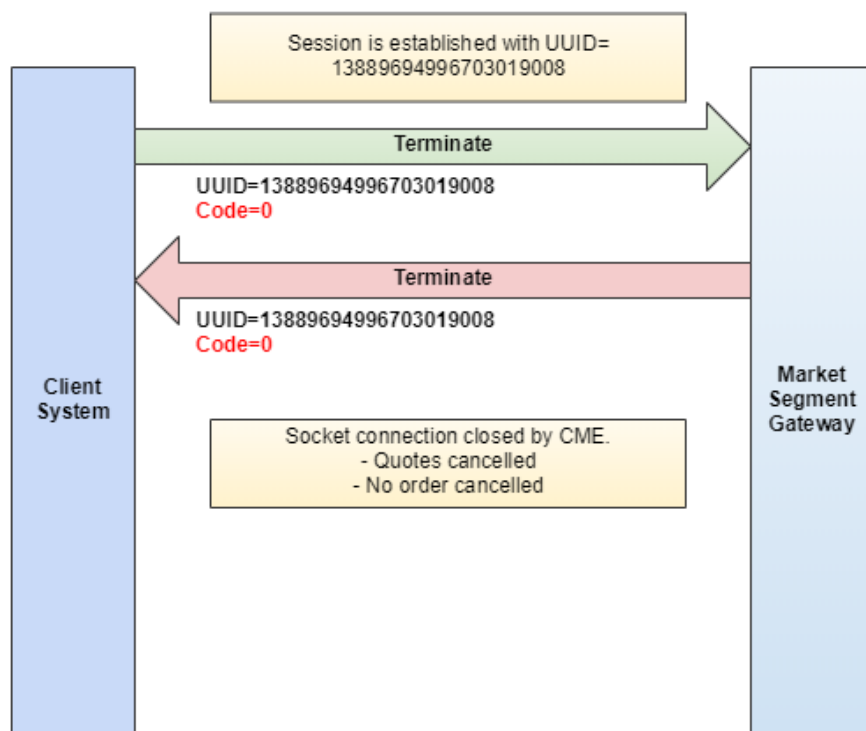 Session is established with UUID=
13889694996703019008
Terminate
UUID=13889694996703019008
Code=0
Terminate
UUID=13889694996703019008
Code=0
Client
System
Market
Segment
Gateway
Socket connection closed by CME.
- Quotes cancelled
- No order cancelled